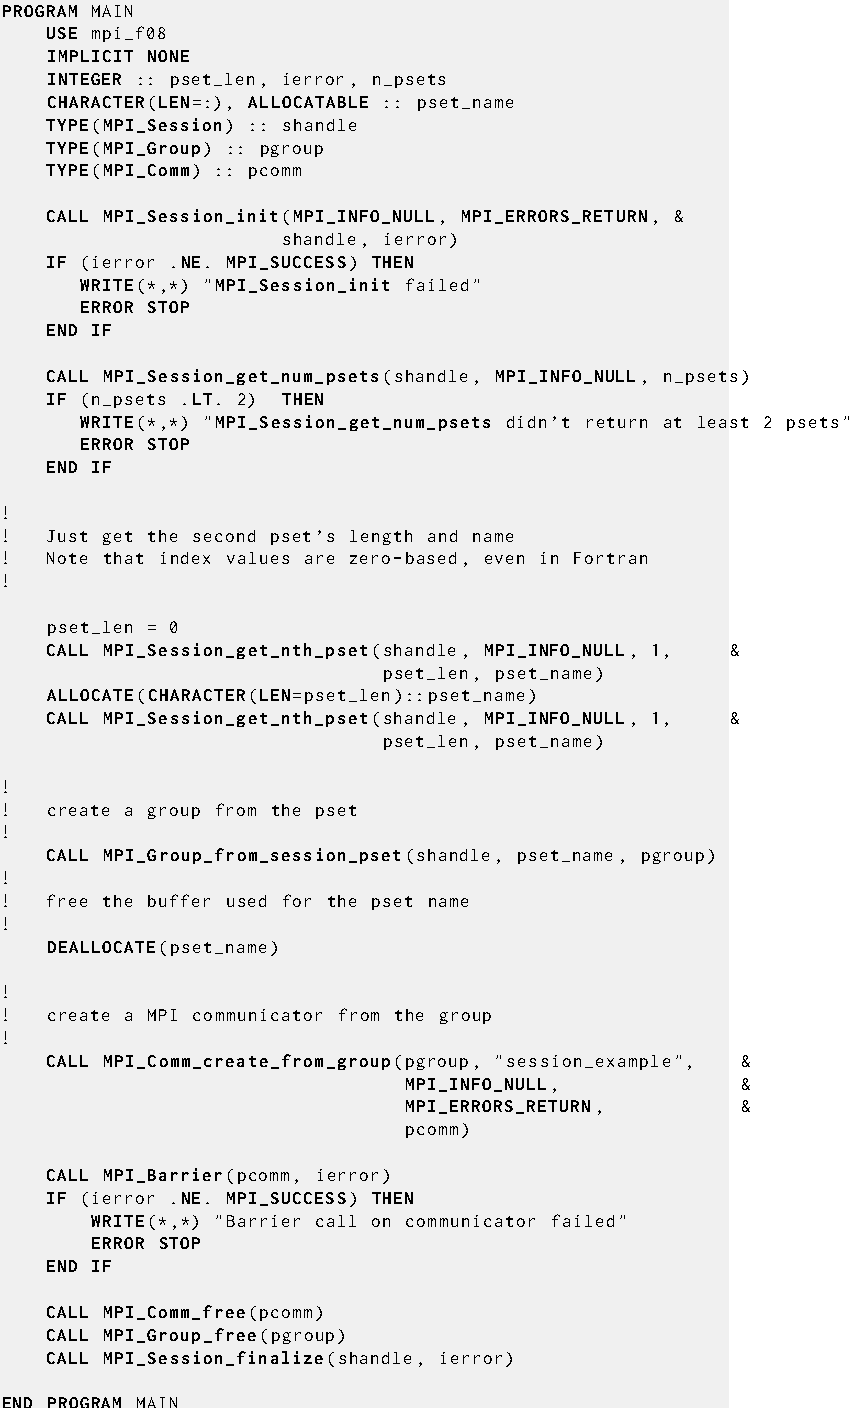 PROGRAM MAIN
    USE mpi_f08
    IMPLICIT NONE
    INTEGER :: pset_len, ierror, n_psets
    CHARACTER(LEN=:), ALLOCATABLE :: pset_name
    TYPE(MPI_Session) :: shandle
    TYPE(MPI_Group) :: pgroup
    TYPE(MPI_Comm) :: pcomm

    CALL MPI_Session_init(MPI_INFO_NULL, MPI_ERRORS_RETURN, &
                         shandle, ierror)
    IF (ierror .NE. MPI_SUCCESS) THEN
       WRITE(*,*) "MPI_Session_init failed"
       ERROR STOP
    END IF

    CALL MPI_Session_get_num_psets(shandle, MPI_INFO_NULL, n_psets)
    IF (n_psets .LT. 2)  THEN
       WRITE(*,*) "MPI_Session_get_num_psets didn't return at least 2 psets"
       ERROR STOP
    END IF

!
!   Just get the second pset's length and name
!   Note that index values are zero-based, even in Fortran
!

    pset_len = 0
    CALL MPI_Session_get_nth_pset(shandle, MPI_INFO_NULL, 1,     &
                                  pset_len, pset_name)
    ALLOCATE(CHARACTER(LEN=pset_len)::pset_name)
    CALL MPI_Session_get_nth_pset(shandle, MPI_INFO_NULL, 1,     &
                                  pset_len, pset_name)

!
!   create a group from the pset
!
    CALL MPI_Group_from_session_pset(shandle, pset_name, pgroup)
!
!   free the buffer used for the pset name
!
    DEALLOCATE(pset_name)

!
!   create a MPI communicator from the group
!
    CALL MPI_Comm_create_from_group(pgroup, "session_example",    &
                                    MPI_INFO_NULL,                &
                                    MPI_ERRORS_RETURN,            &
                                    pcomm)

    CALL MPI_Barrier(pcomm, ierror)
    IF (ierror .NE. MPI_SUCCESS) THEN
        WRITE(*,*) "Barrier call on communicator failed"
        ERROR STOP
    END IF

    CALL MPI_Comm_free(pcomm)
    CALL MPI_Group_free(pgroup)
    CALL MPI_Session_finalize(shandle, ierror)

END PROGRAM MAIN